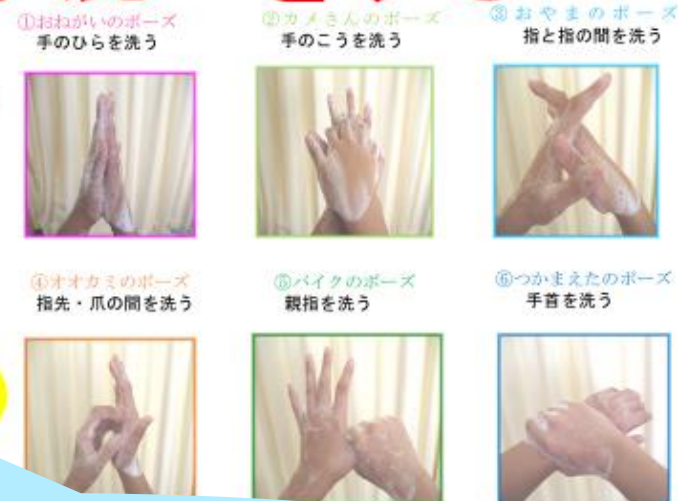 ①おねがいのポーズ
手のひらを洗う
②カメさんのポーズ
手のこうを洗う
③おやまのポーズ
指と指の間を洗う
④オオカミのポーズ
指先・爪の間を洗う
⑤バイクのポーズ
親指を洗う
⑥つかまえたのポーズ
手首を洗う